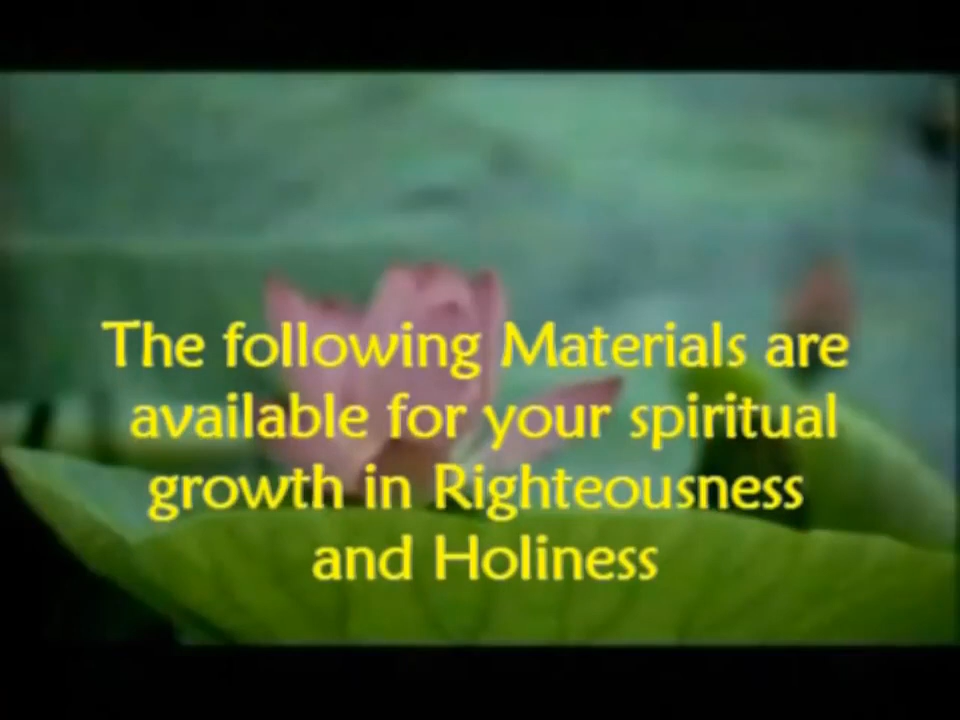 The following Materials are
available for your spiritual
growth in Righteousness
and Holiness